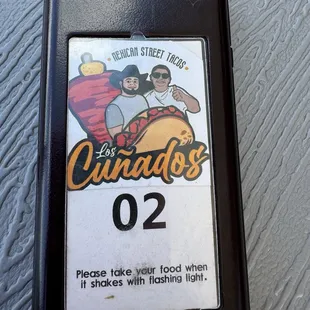 MEXICAN STREET TACOS
Los
Cuñados
02
Please take your food when
it shakes with flashing light.